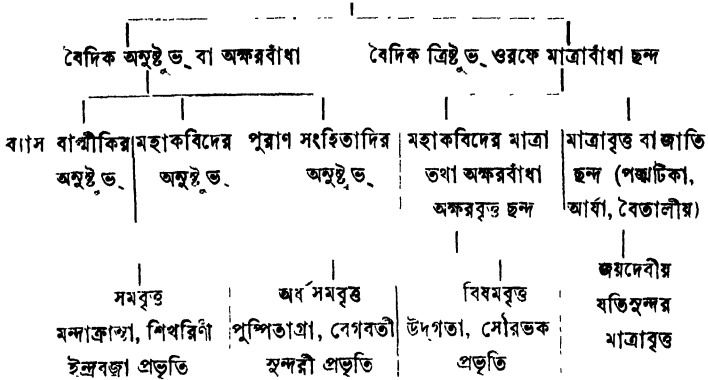 বৈদিক অনুষ্টুভ্ বা অক্ষরবাঁধা
বৈদিক ত্রিষ্টুভ্ ওরফে মাত্রাবাঁধা ছন্দ
ব্যাস বাল্মীকির
অনুষ্টুভ্
মহাকবিদের
অনুষ্টুভ্
পুরাণ সংহিতাদির
অনুষ্টুভ্
মহাকবিদের মাত্রা
তথা অক্ষরবাঁধা
অক্ষরবৃত্ত ছন্দ
মাত্রাবৃত্ত বা জাতি
ছন্দ (পজ্ঝটিকা,
আর্যা, বৈতালীয়)
সমবৃত্ত
মন্দাক্রান্তা, শিখরিণী
ইন্দ্রবজ্রা প্রভৃতি
অর্ধসমবৃত্ত
পুষ্পিতাগ্রা, বেগবতী
সুন্দরী প্রভৃতি
বিষমবৃত্ত
উদ্গতা, সৌরভক
প্রভৃতি
জয়দেবীয়
যতিসুন্দর
মাত্রাবৃত্ত